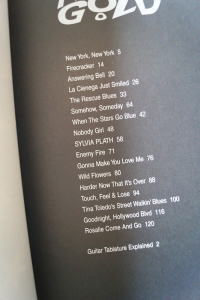 GOLD
New York, New York 5
Firecracker 14
Answering Bell 20
La Cienega Just Smiled 26
The Rescue Blues 33
Somehow, Someday 64
When The Stars Go Blue 42
Nobody Girl 48
SYLVIA PLATH 58
Enemy Fire 71
Gonna Make You Love Me 76
Wild Flowers 80
Harder Now That It's Over 88
Touch, Feel & Lose 94
Tina Toledo's Street Walkin' Blues 100
Goodnight, Hollywood Blvd 116
Rosalie Come And Go 120
Guitar Tablature Explained 2